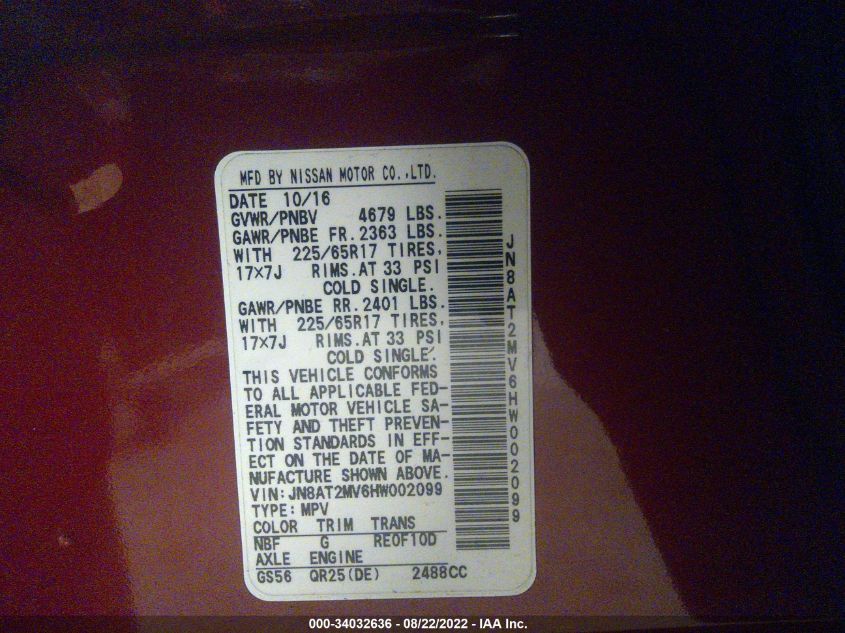 MFD BY NISSAN MOTOR CO.,LTD.
DATE 10/16
GVWR/PNBV 4679 LBS.
GAWR/PNBE FR. 2363 LBS.
WITH 225/65R17 TIRES,
17×7J RIMS.AT 33 PSI
COLD SINGLE.
GAWR/PNBE RR. 2401 LBS.
WITH 225/65R17 TIRES,
17×7J RIMS.AT 33 PSI
COLD SINGLE.
THIS VEHICLE CONFORMS
TO ALL APPLICABLE FED-
ERAL MOTOR VEHICLE SA-
FETY AND THEFT PREVEN-
TION STANDARDS IN EFF-
ECT ON THE DATE OF MA-
NUFACTURE SHOWN ABOVE.
VIN:JN8AT2MV6HW002099
TYPE:MPV
COLOR TRIM TRANS
NBF G RE0F10D
AXLE ENGINE
GS56 QR25(DE) 2488CC
JN8AT2MV6HW002099
000-34032636 - 08/22/2022 - IAA Inc.